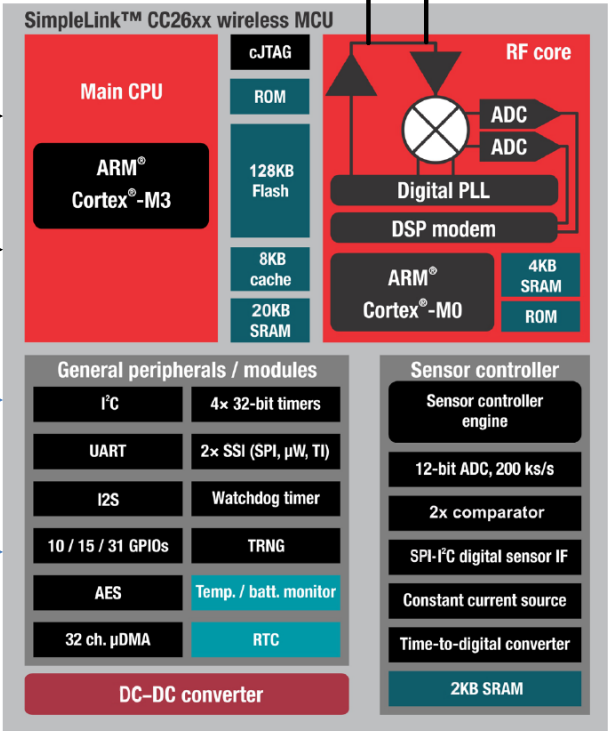 SimpleLink™ CC26xx wireless MCU
Main CPU
ARM®
Cortex®-M3
cJTAG
ROM
128KB
Flash
8KB
cache
20KB
SRAM
RF core
ADC
ADC
Digital PLL
DSP modem
ARM®
Cortex®-M0
4KB
SRAM
ROM
General peripherals / modules
I²C
4× 32-bit timers
UART
2× SSI (SPI, µW, TI)
I2S
Watchdog timer
10 / 15 / 31 GPIOs
TRNG
AES
Temp. / batt. monitor
32 ch. µDMA
RTC
DC–DC converter
Sensor controller
Sensor controller
engine
12-bit ADC, 200 ks/s
2x comparator
SPI-I²C digital sensor IF
Constant current source
Time-to-digital converter
2KB SRAM